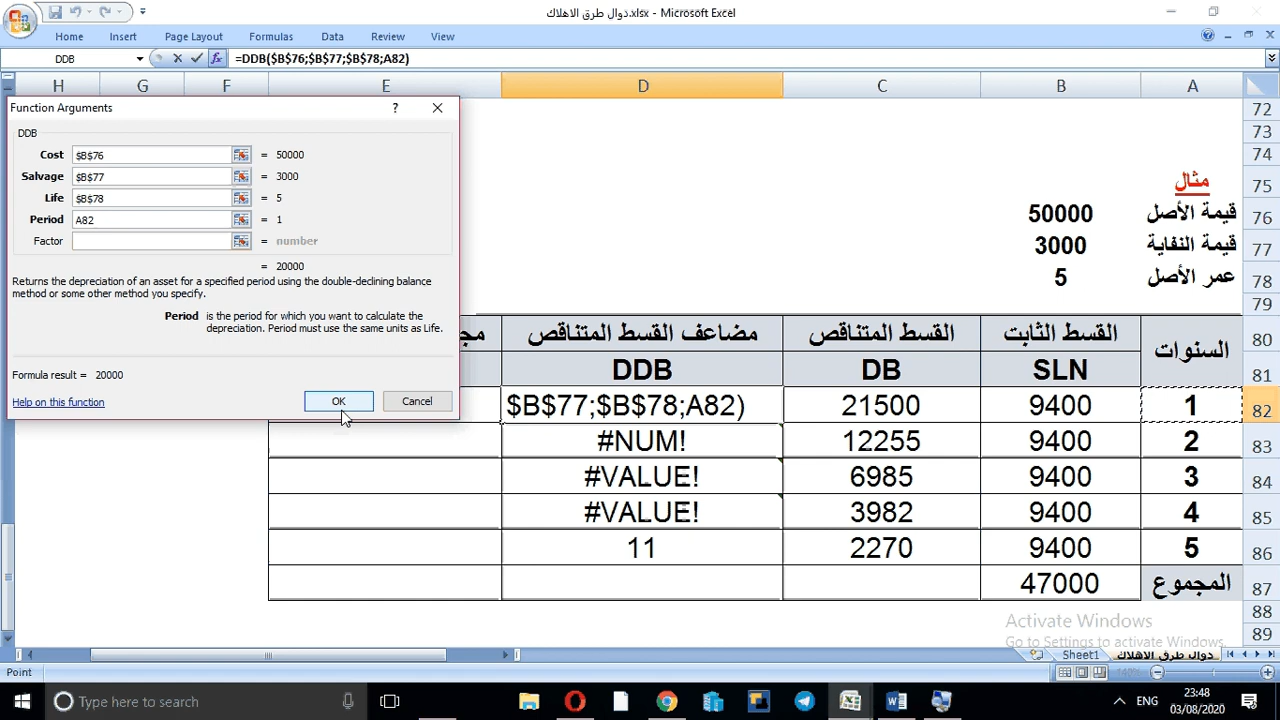 دوال طرق الاهلاك.xlsx - Microsoft Excel
Home Insert Page Layout Formulas Data Review View
DDB =DDB($B$76;$B$77;$B$78;A82)
H G F E D C B A
Function Arguments
DDB
Cost $B$76 = 50000
Salvage $B$77 = 3000
Life $B$78 = 5
Period A82 = 1
Factor = number
= 20000
Returns the depreciation of an asset for a specified period using the double-declining balance
method or some other method you specify.
Period is the period for which you want to calculate the
depreciation. Period must use the same units as Life.
Formula result = 20000
Help on this function OK Cancel
72
73
74
مثال 75
قيمة الأصل 50000 76
قيمة النفاية 3000 77
عمر الأصل 5 78
79
السنوات القسط الثابت القسط المتناقص مضاعف القسط المتناقص 80
SLN DB DDB 81
1 9400 21500 $B$77;$B$78;A82) 82
2 9400 12255 #NUM! 83
3 9400 6985 #VALUE! 84
4 9400 3982 #VALUE! 85
5 9400 2270 11 86
المجموع 47000 87
88
89
Activate Windows
Go to Settings to activate Windows.
Sheet1 دوال طرق الاهلاك
Point
Type here to search
ENG 23:48
03/08/2020